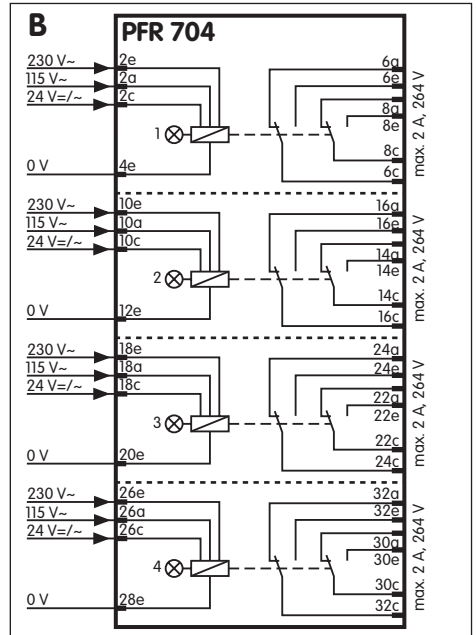 B PFR 704
230 V~ 2e 6a
115 V~ 2a 6e
24 V=/~ 2c 8a
1 8e
8c
0 V 4e 6c
max. 2 A, 264 V
230 V~ 10e 16a
115 V~ 10a 16e
24 V=/~ 10c 14a
2 14e
14c
0 V 12e 16c
max. 2 A, 264 V
230 V~ 18e 24a
115 V~ 18a 24e
24 V=/~ 18c 22a
3 22e
22c
0 V 20e 24c
max. 2 A, 264 V
230 V~ 26e 32a
115 V~ 26a 32e
24 V=/~ 26c 30a
4 30e
30c
0 V 28e 32c
max. 2 A, 264 V